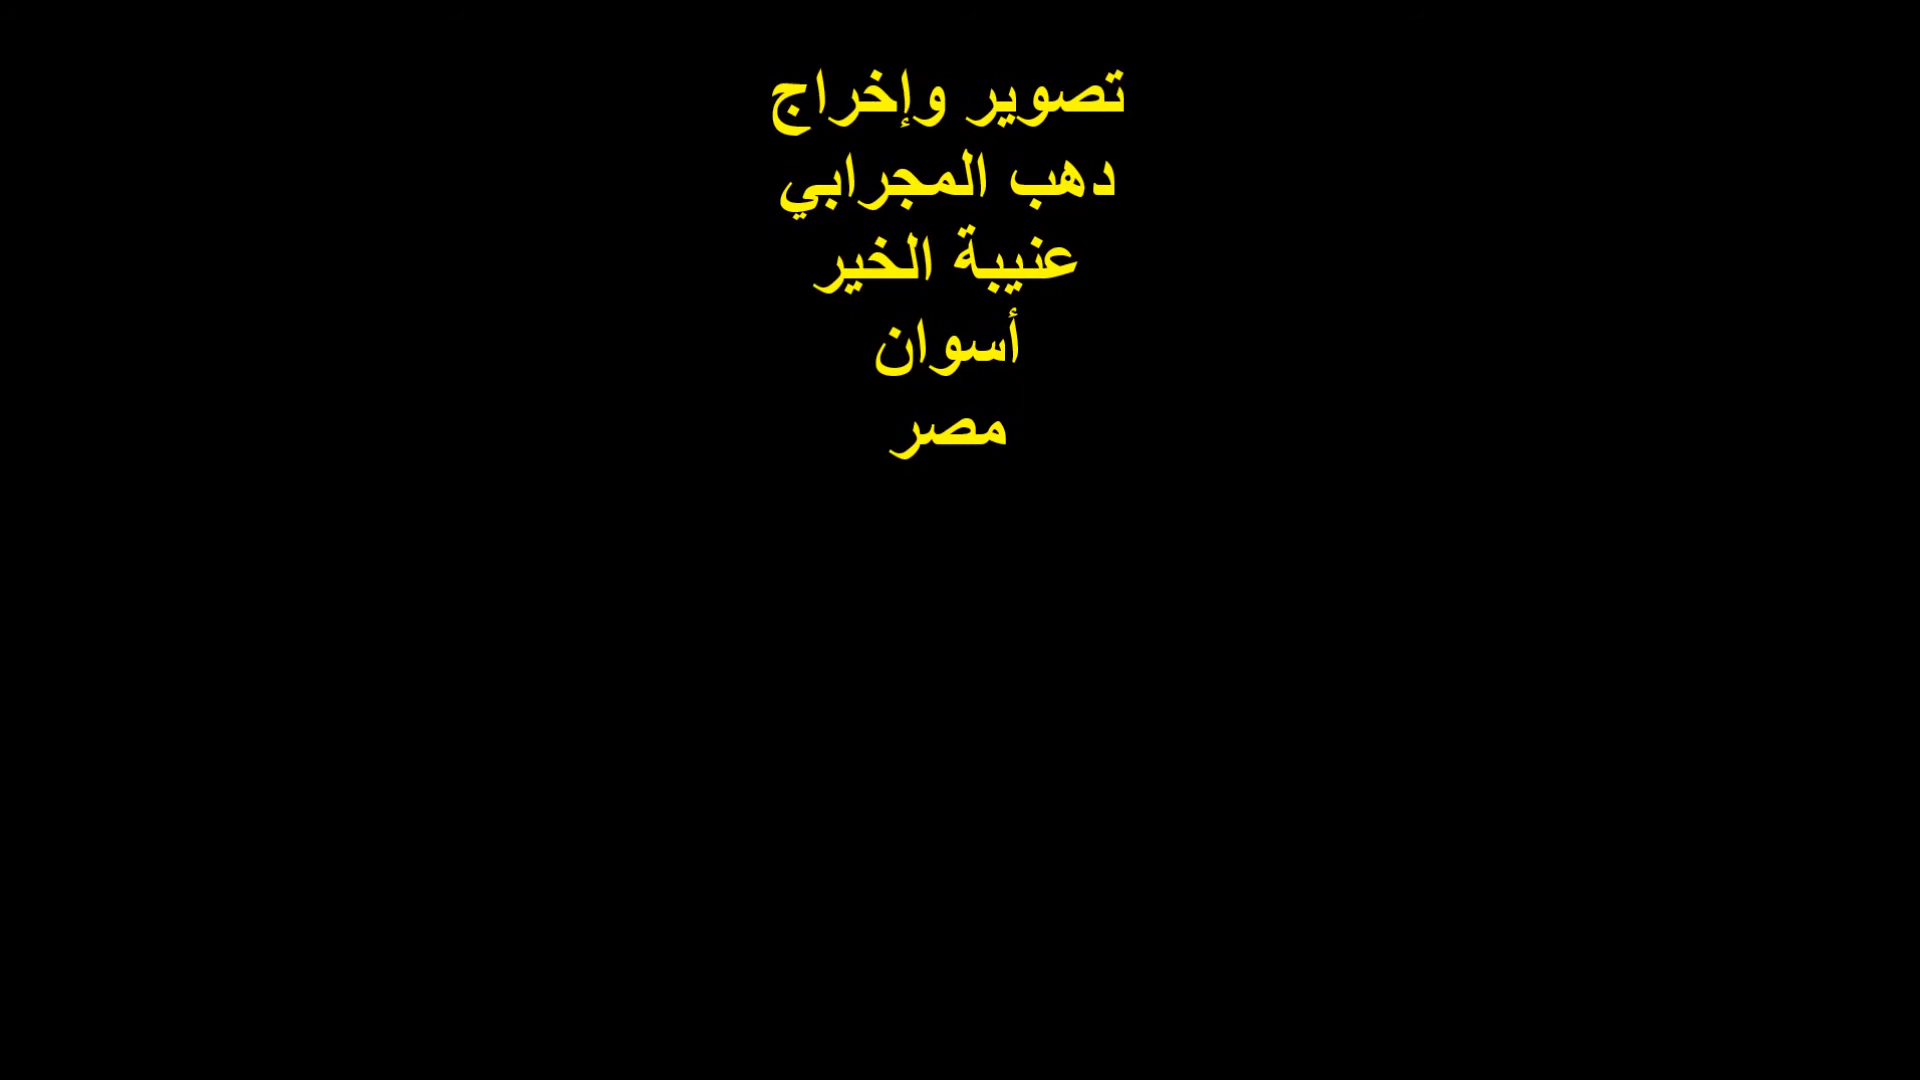 تصوير وإخراج
دهب المجرابي
عنيبة الخير
أسوان
مصر